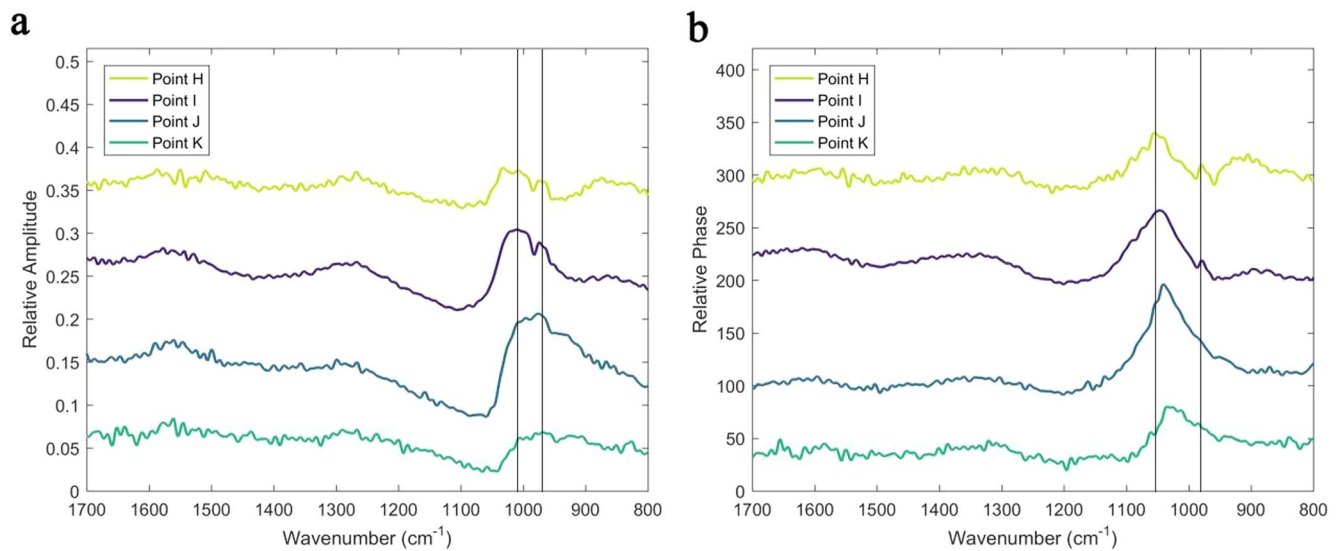 a
0.5
0.45
0.4
0.35
0.3
0.25
0.2
0.15
0.1
0.05
0
Relative Amplitude
Point H
Point I
Point J
Point K
1700 1600 1500 1400 1300 1200 1100 1000 900 800
Wavenumber (cm⁻¹)
b
400
350
300
250
200
150
100
50
0
Relative Phase
Point H
Point I
Point J
Point K
1700 1600 1500 1400 1300 1200 1100 1000 900 800
Wavenumber (cm⁻¹)